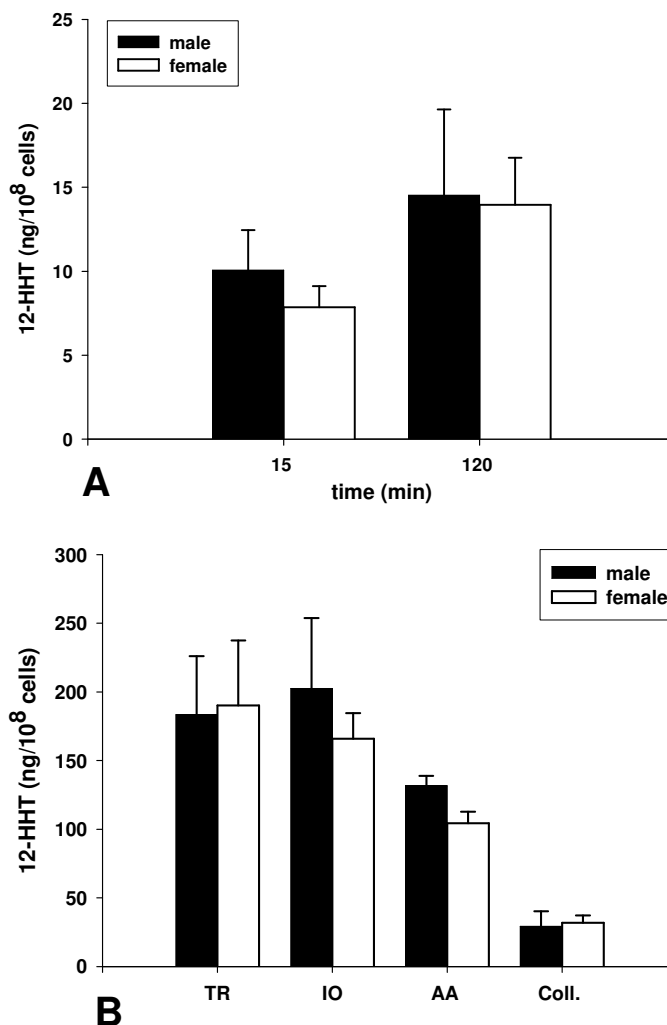 25
20
15
10
5
0
12-HHT (ng/10⁸ cells)
male
female
15 120
time (min)
A
300
250
200
150
100
50
0
12-HHT (ng/10⁸ cells)
male
female
TR IO AA Coll.
B